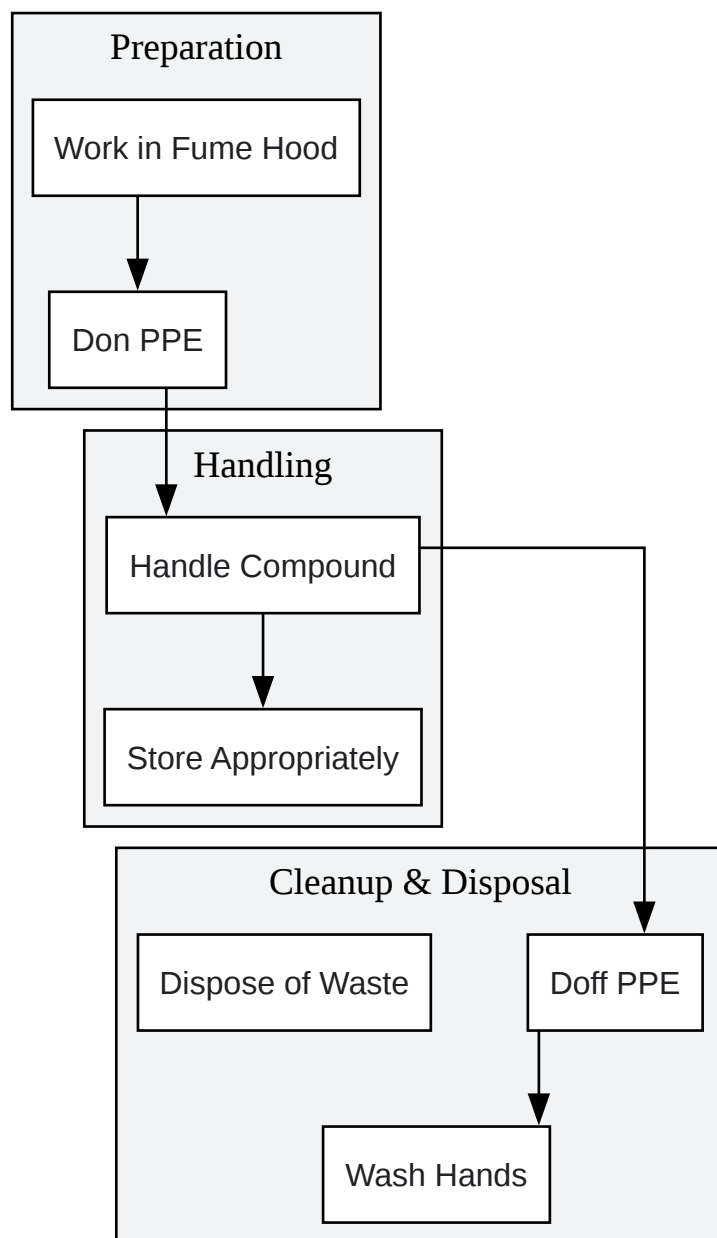 Preparation
Work in Fume Hood
Don PPE
Handling
Handle Compound
Store Appropriately
Cleanup & Disposal
Dispose of Waste
Doff PPE
Wash Hands